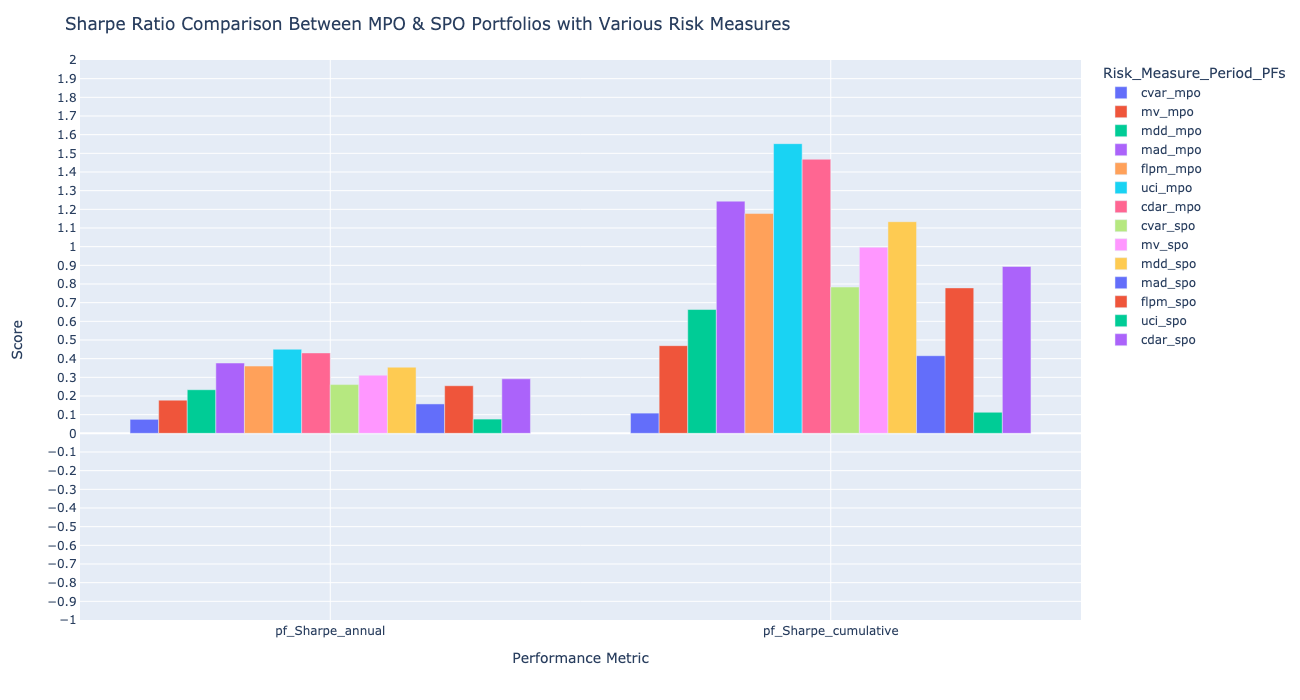 Sharpe Ratio Comparison Between MPO & SPO Portfolios with Various Risk Measures
2
1.9
1.8
1.7
1.6
1.5
1.4
1.3
1.2
1.1
1
0.9
0.8
0.7
0.6
0.5
0.4
0.3
0.2
0.1
0
−0.1
−0.2
−0.3
−0.4
−0.5
−0.6
−0.7
−0.8
−0.9
−1
Score
pf_Sharpe_annual
pf_Sharpe_cumulative
Performance Metric
Risk_Measure_Period_PFs
cvar_mpo
mv_mpo
mdd_mpo
mad_mpo
flpm_mpo
uci_mpo
cdar_mpo
cvar_spo
mv_spo
mdd_spo
mad_spo
flpm_spo
uci_spo
cdar_spo